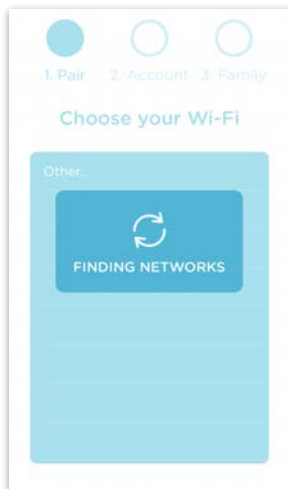 1. Pair 2. Account 3. Family
Choose your Wi-Fi
Other...
FINDING NETWORKS